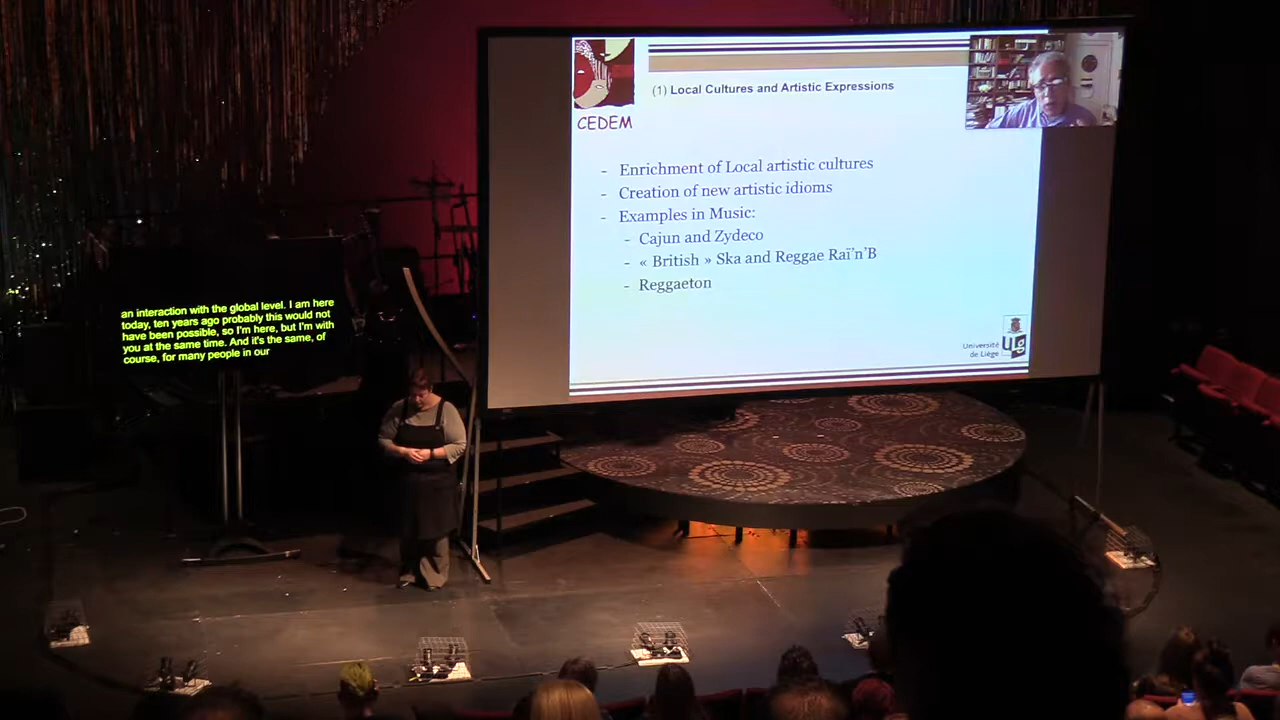 CEDEM
(1) Local Cultures and Artistic Expressions
- Enrichment of Local artistic cultures
- Creation of new artistic idioms
- Examples in Music:
- Cajun and Zydeco
- « British » Ska and Reggae Raï'n'B
- Reggaeton
Université
de Liège
an interaction with the global level. I am here
today, ten years ago probably this would not
have been possible, so I'm here, but I'm with
you at the same time. And it's the same, of
course, for many people in our